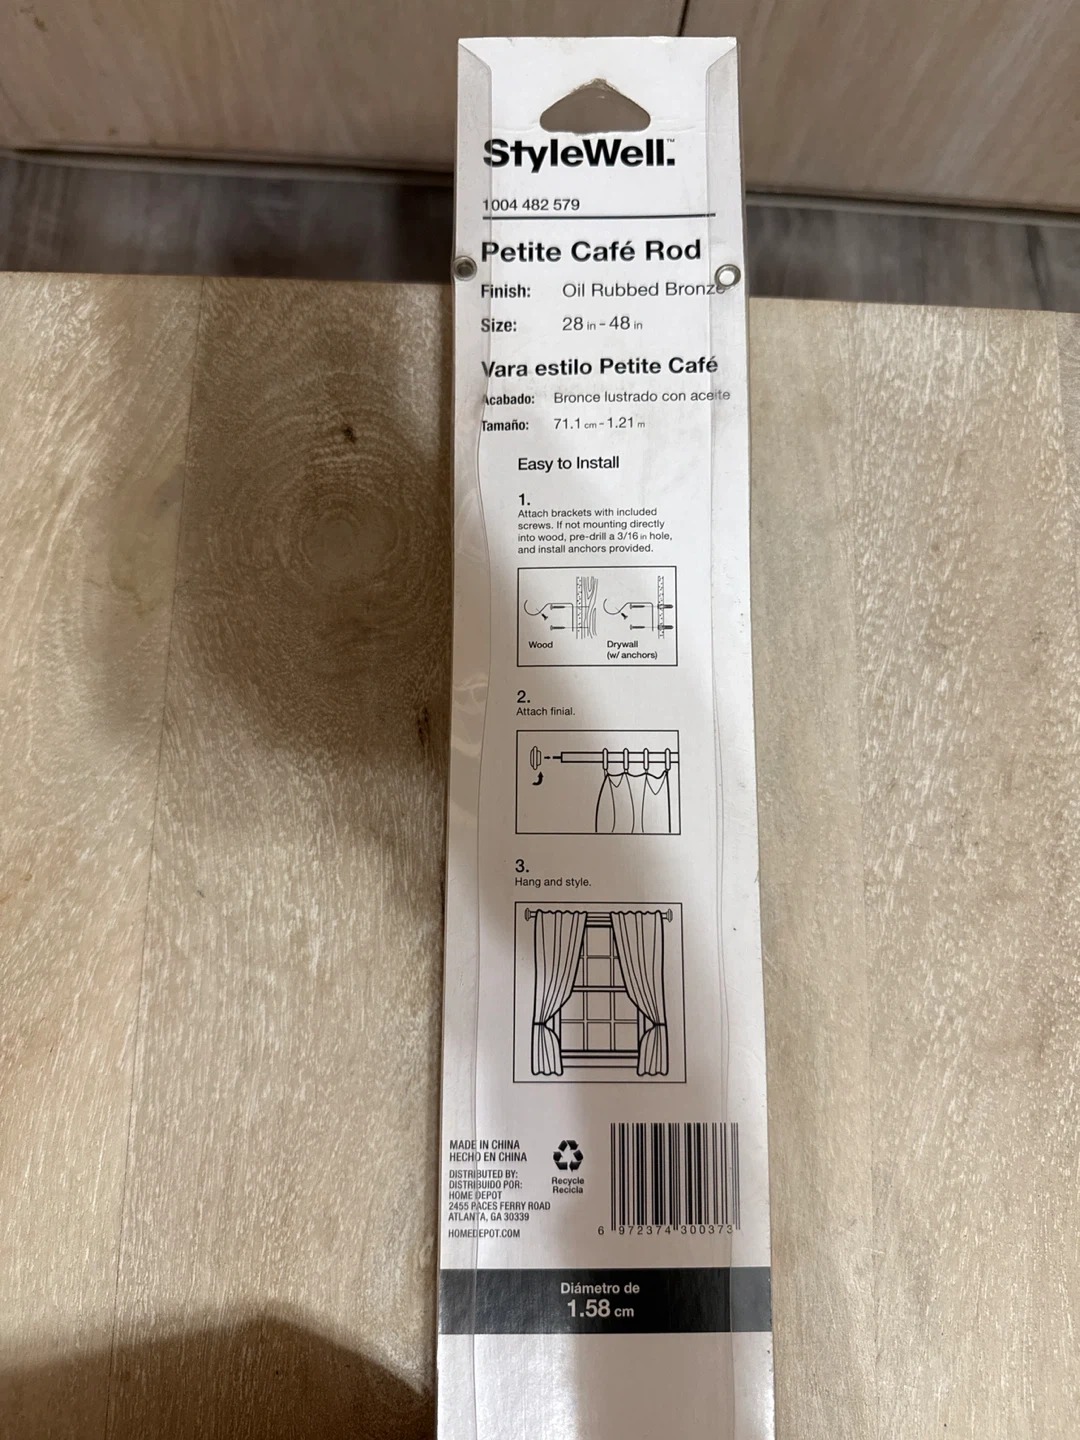 StyleWell.™
1004 482 579
Petite Café Rod
Finish: Oil Rubbed Bronze
Size: 28 in - 48 in
Vara estilo Petite Café
Acabado: Bronce lustrado con aceite
Tamaño: 71.1 cm - 1.21 m
Easy to Install
1.
Attach brackets with included
screws. If not mounting directly
into wood, pre-drill a 3/16 in hole,
and install anchors provided.
Wood
Drywall
(w/ anchors)
2.
Attach finial.
3.
Hang and style.
MADE IN CHINA
HECHO EN CHINA
DISTRIBUTED BY:
DISTRIBUIDO POR:
HOME DEPOT
2455 PACES FERRY ROAD
ATLANTA, GA 30339
HOMEDEPOT.COM
Recycle
Recicla
6 972374 300373
Diámetro de
1.58 cm